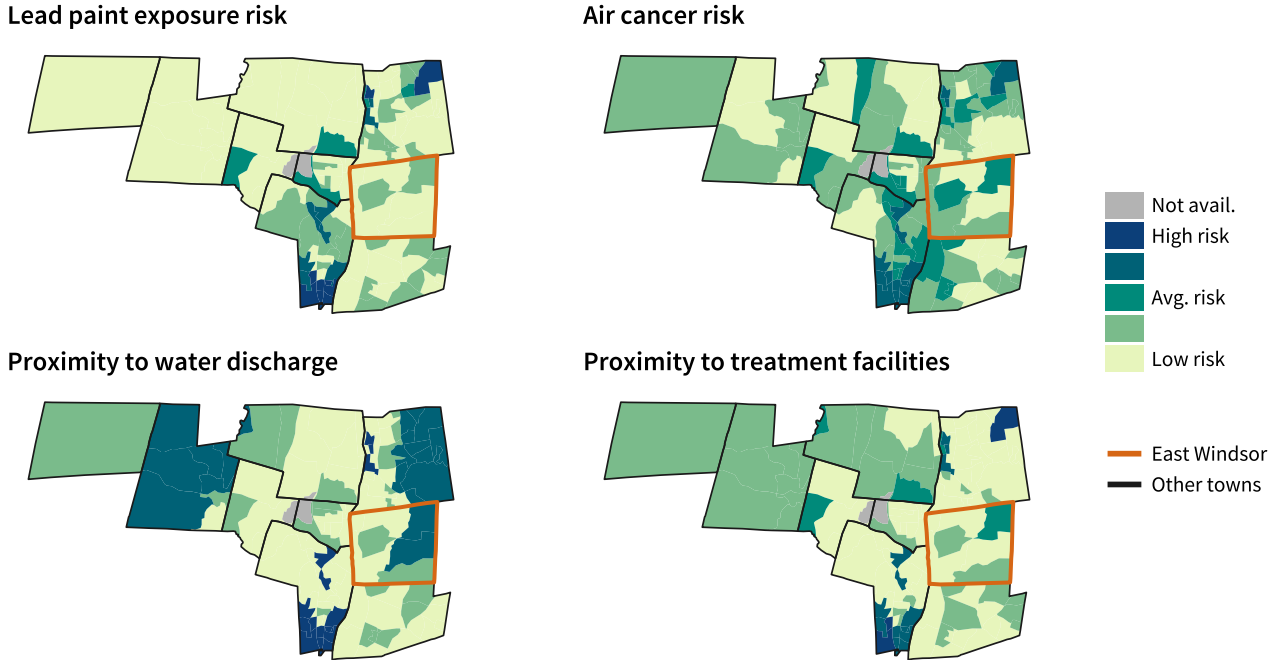 Lead paint exposure risk
Air cancer risk
Proximity to water discharge
Proximity to treatment facilities
Not avail.
High risk
Avg. risk
Low risk
East Windsor
Other towns